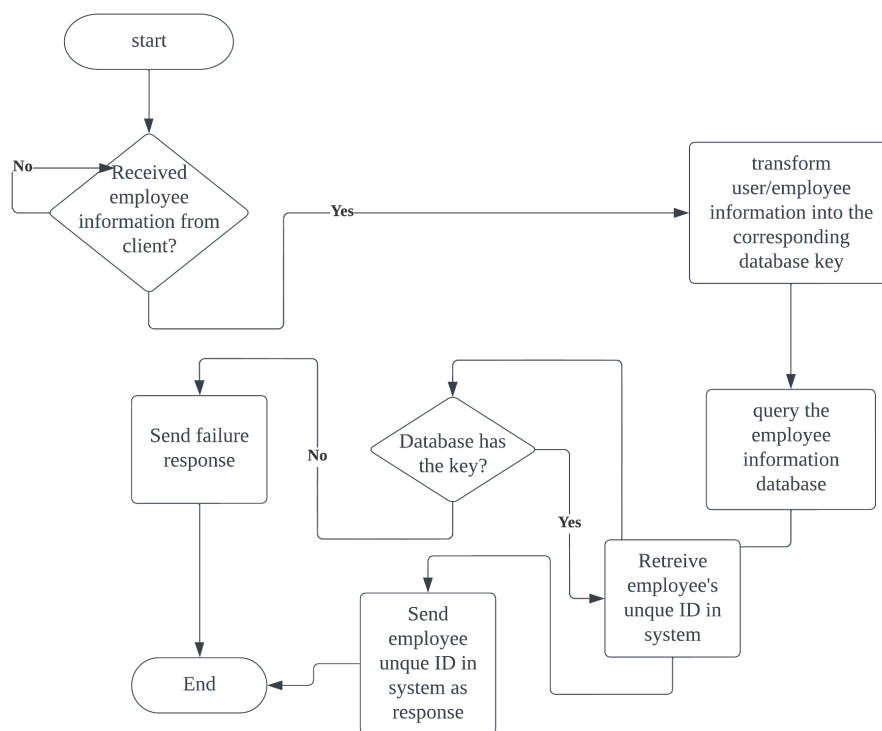 start
No
Received
employee
information from
client?
Yes
transform
user/employee
information into the
corresponding
database key
query the
employee
information
database
Database has
the key?
No
Send failure
response
Yes
Retreive
employee's
unque ID in
system
Send
employee
unque ID in
system as
response
End